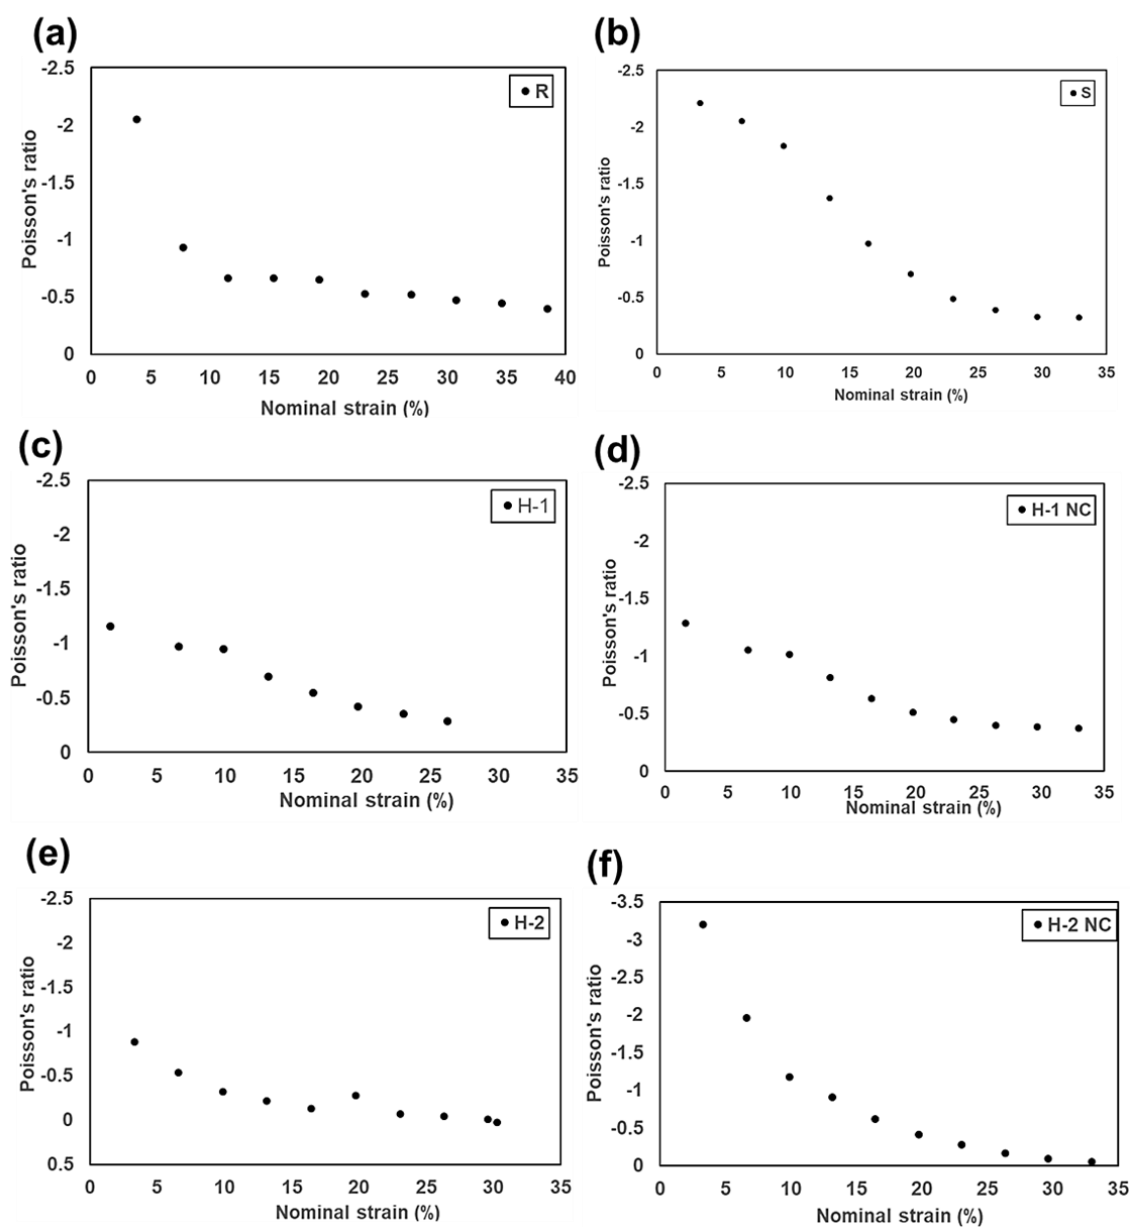 (a)
-2.5
-2
-1.5
-1
-0.5
0
0 5 10 15 20 25 30 35 40
Poisson's ratio
Nominal strain (%)
R
(b)
-2.5
-2
-1.5
-1
-0.5
0
0 5 10 15 20 25 30 35
Poisson's ratio
Nominal strain (%)
S
(c)
-2.5
-2
-1.5
-1
-0.5
0
0 5 10 15 20 25 30 35
Poisson's ratio
Nominal strain (%)
H-1
(d)
-2.5
-2
-1.5
-1
-0.5
0
0 5 10 15 20 25 30 35
Poisson's ratio
Nominal strain (%)
H-1 NC
(e)
-2.5
-2
-1.5
-1
-0.5
0
0.5
0 5 10 15 20 25 30 35
Poisson's ratio
Nominal strain (%)
H-2
(f)
-3.5
-3
-2.5
-2
-1.5
-1
-0.5
0
0 5 10 15 20 25 30 35
Poisson's ratio
Nominal strain (%)
H-2 NC